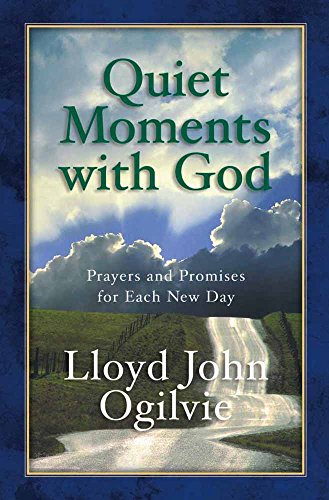 Quiet
Moments
with God
Prayers and Promises
for Each New Day
Lloyd John
Ogilvie